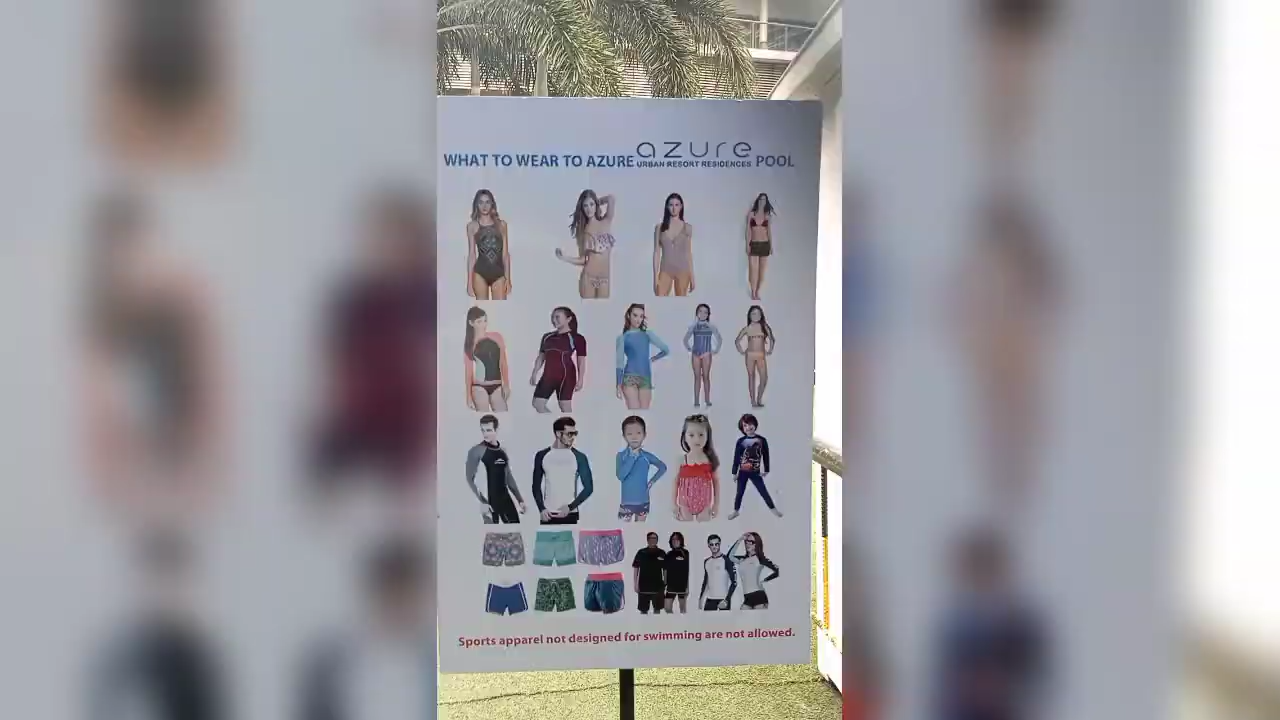 WHAT TO WEAR TO AZURE azure URBAN RESORT RESIDENCES POOL
Sports apparel not designed for swimming are not allowed.